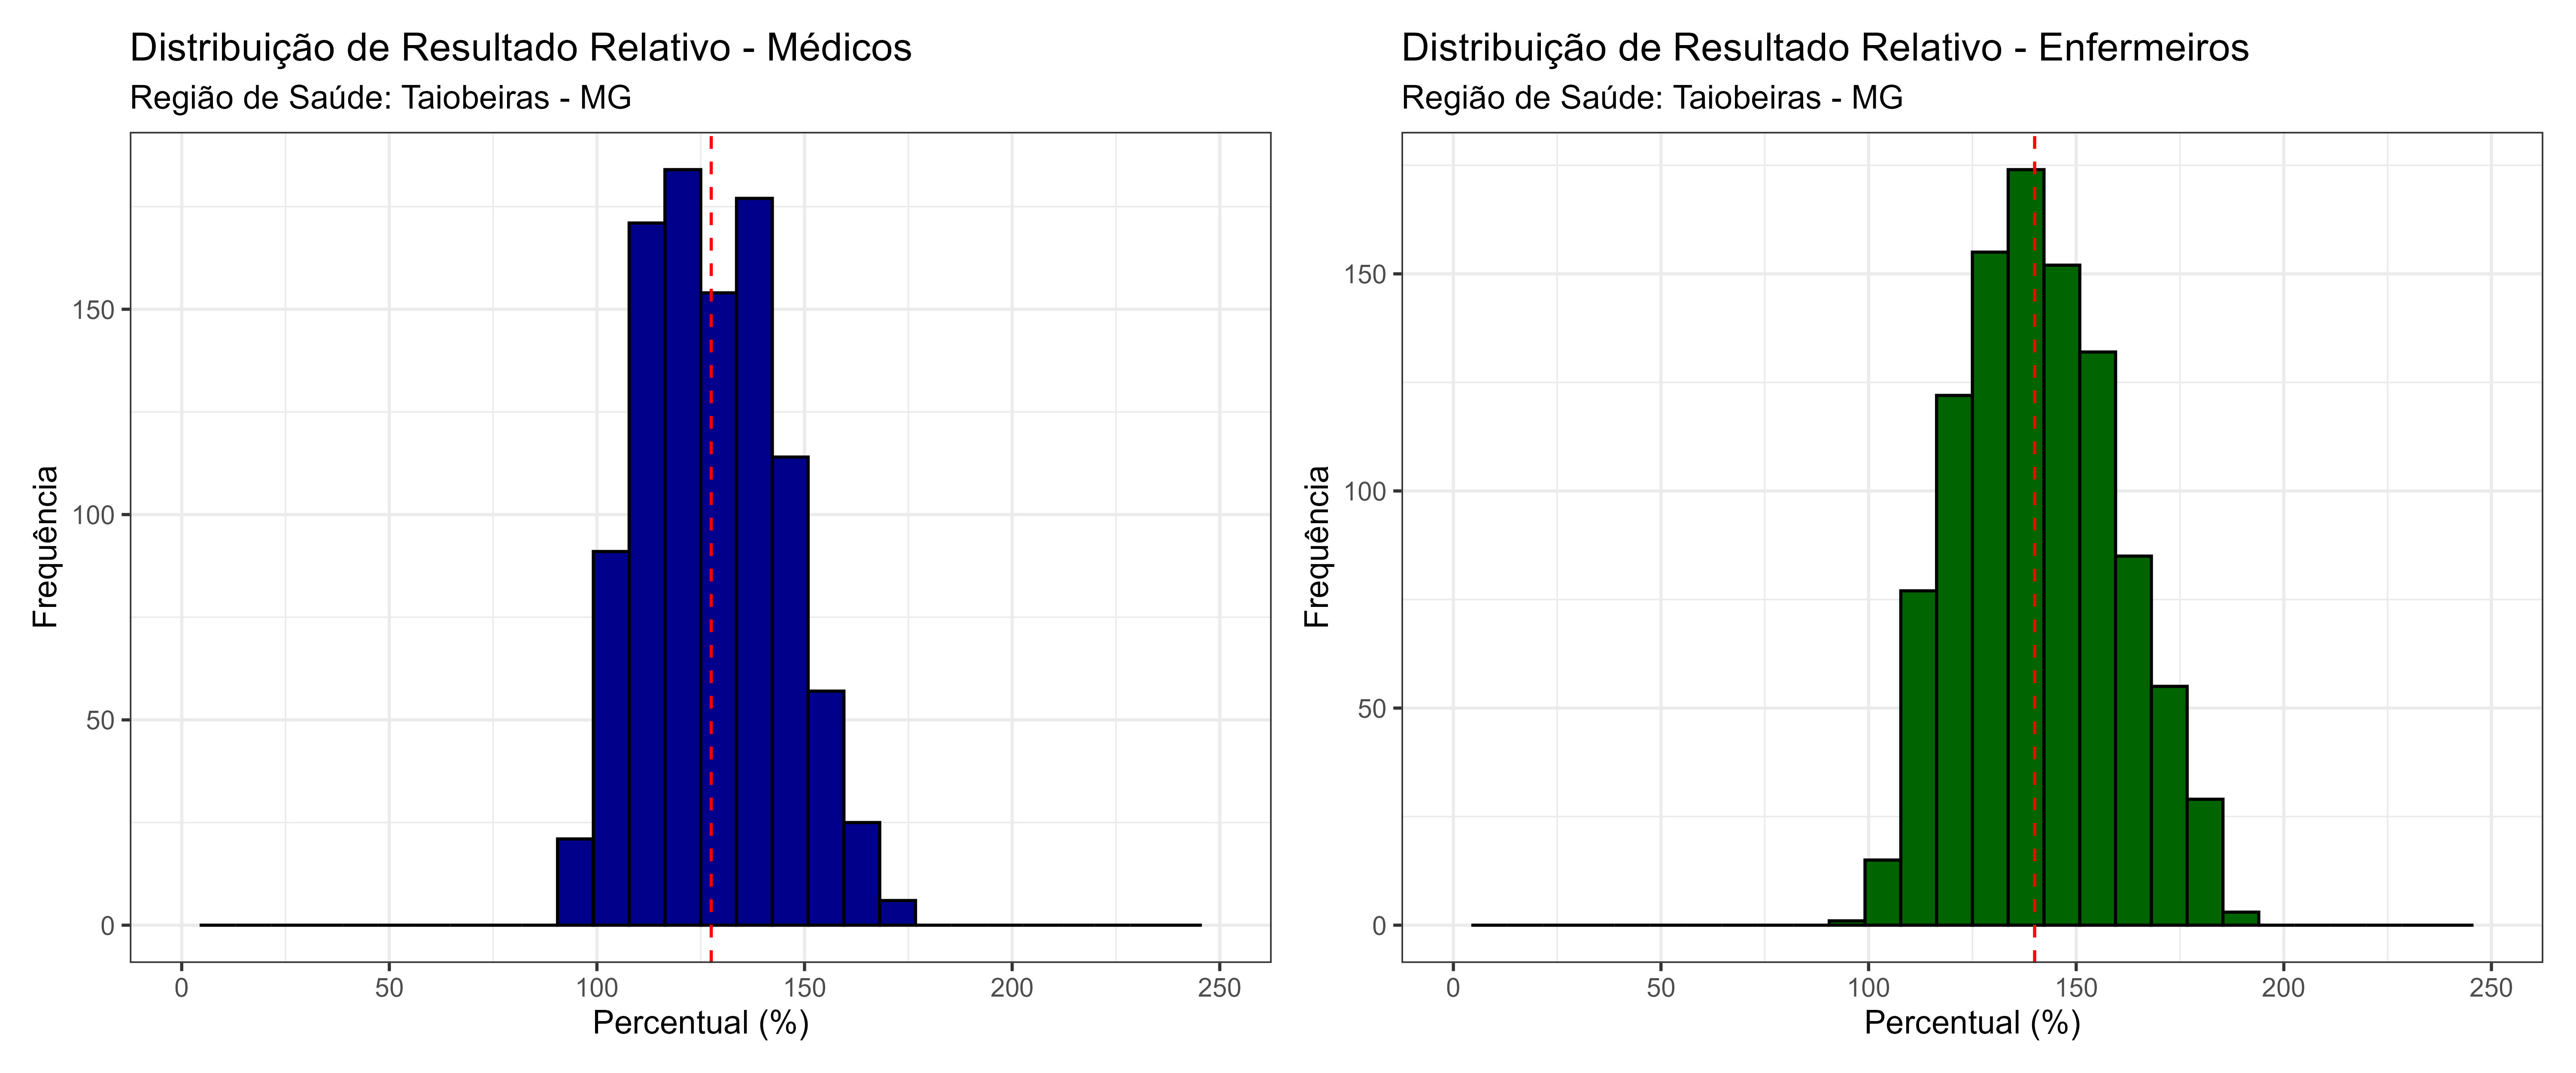 Distribuição de Resultado Relativo - Médicos
Região de Saúde: Taiobeiras - MG
Frequência
150
100
50
0
0 50 100 150 200 250
Percentual (%)
Distribuição de Resultado Relativo - Enfermeiros
Região de Saúde: Taiobeiras - MG
Frequência
150
100
50
0
0 50 100 150 200 250
Percentual (%)